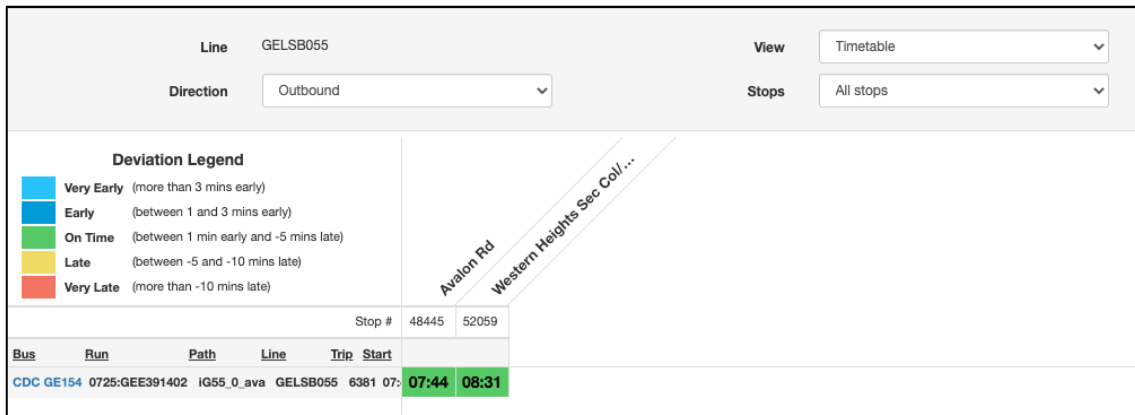 Line GELSB055 View Timetable
Direction Outbound Stops All stops
Deviation Legend
Very Early (more than 3 mins early)
Early (between 1 and 3 mins early)
On Time (between 1 min early and -5 mins late)
Late (between -5 and -10 mins late)
Very Late (more than -10 mins late)
Avalon Rd
Western Heights Sec Col/...
Stop # 48445 52059
Bus Run Path Line Trip Start
CDC GE154 0725:GEE391402 iG55_0_ava GELSB055 6381 07: 07:44 08:31